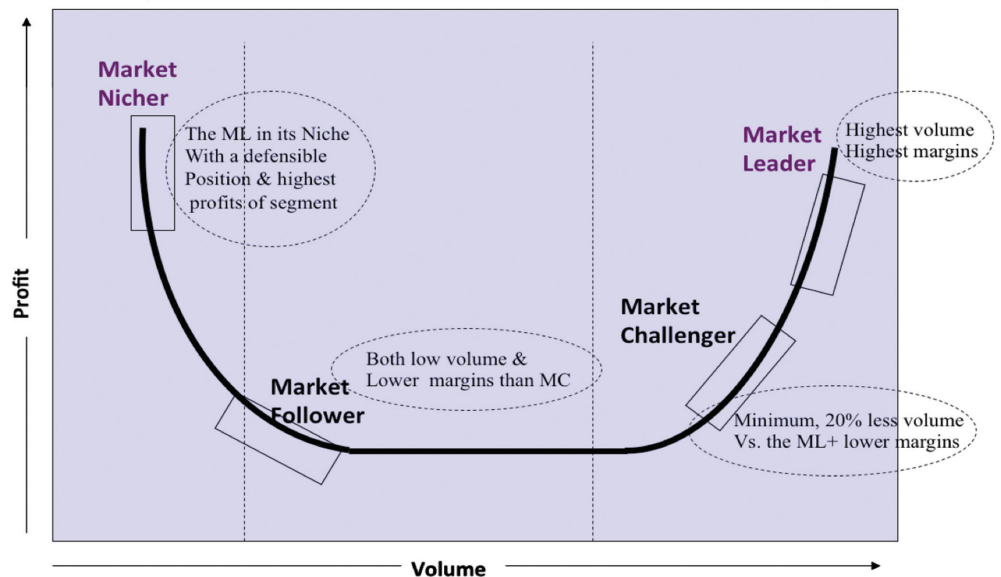 Market
Nicher
The ML in its Niche
With a defensible
Position & highest
profits of segment
Market
Leader
Highest volume
Highest margins
Profit
Market
Challenger
Both low volume &
Lower margins than MC
Market
Follower
Minimum, 20% less volume
Vs. the ML+ lower margins
Volume